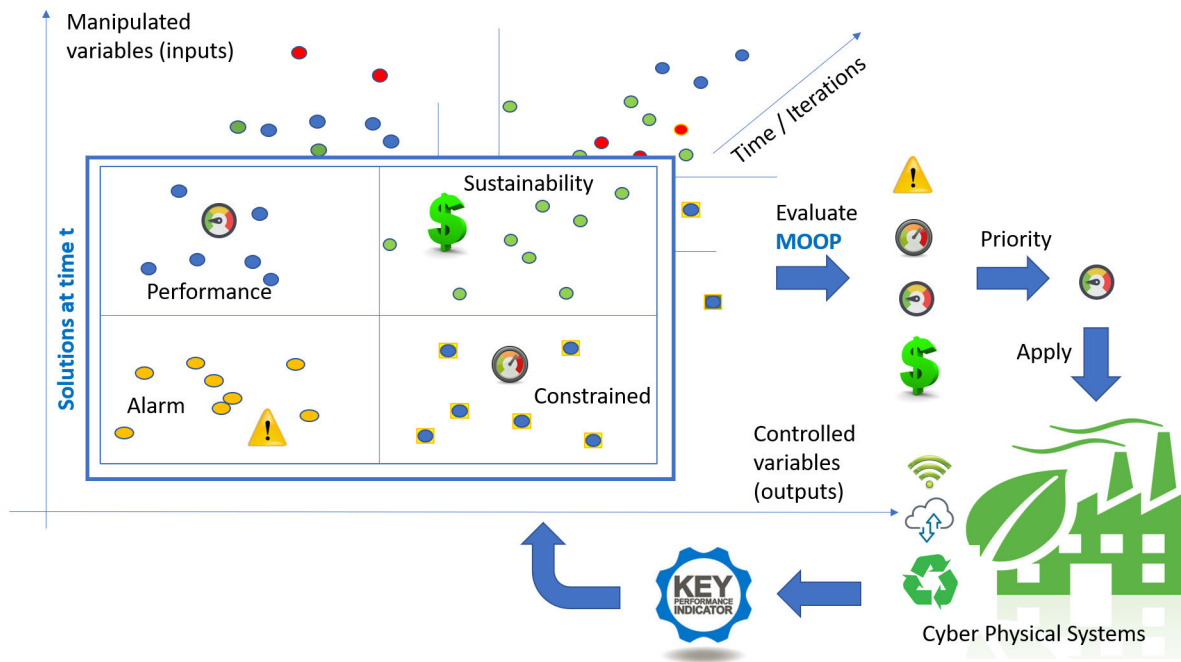 Manipulated
variables (inputs)
Time / Iterations
Solutions at time t
Sustainability
Performance
Alarm
Constrained
Evaluate
MOOP
Priority
Apply
Controlled
variables
(outputs)
KEY
PERFORMANCE
INDICATOR
Cyber Physical Systems